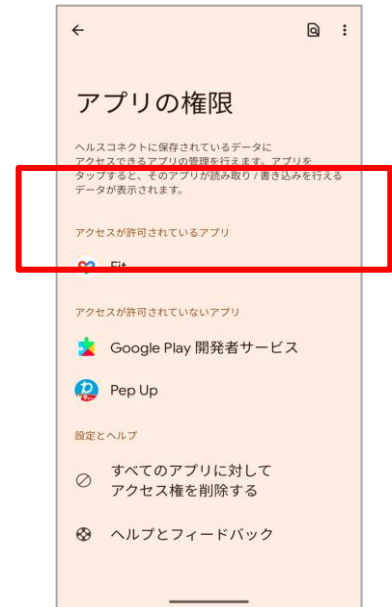 アプリの権限
ヘルスコネクトに保存されているデータに
アクセスできるアプリの管理を行えます。アプリを
タップすると、そのアプリが読み取り / 書き込みを行える
データが表示されます。
アクセスが許可されているアプリ
Fit
アクセスが許可されていないアプリ
Google Play 開発者サービス
Pep Up
設定とヘルプ
すべてのアプリに対して
アクセス権を削除する
ヘルプとフィードバック